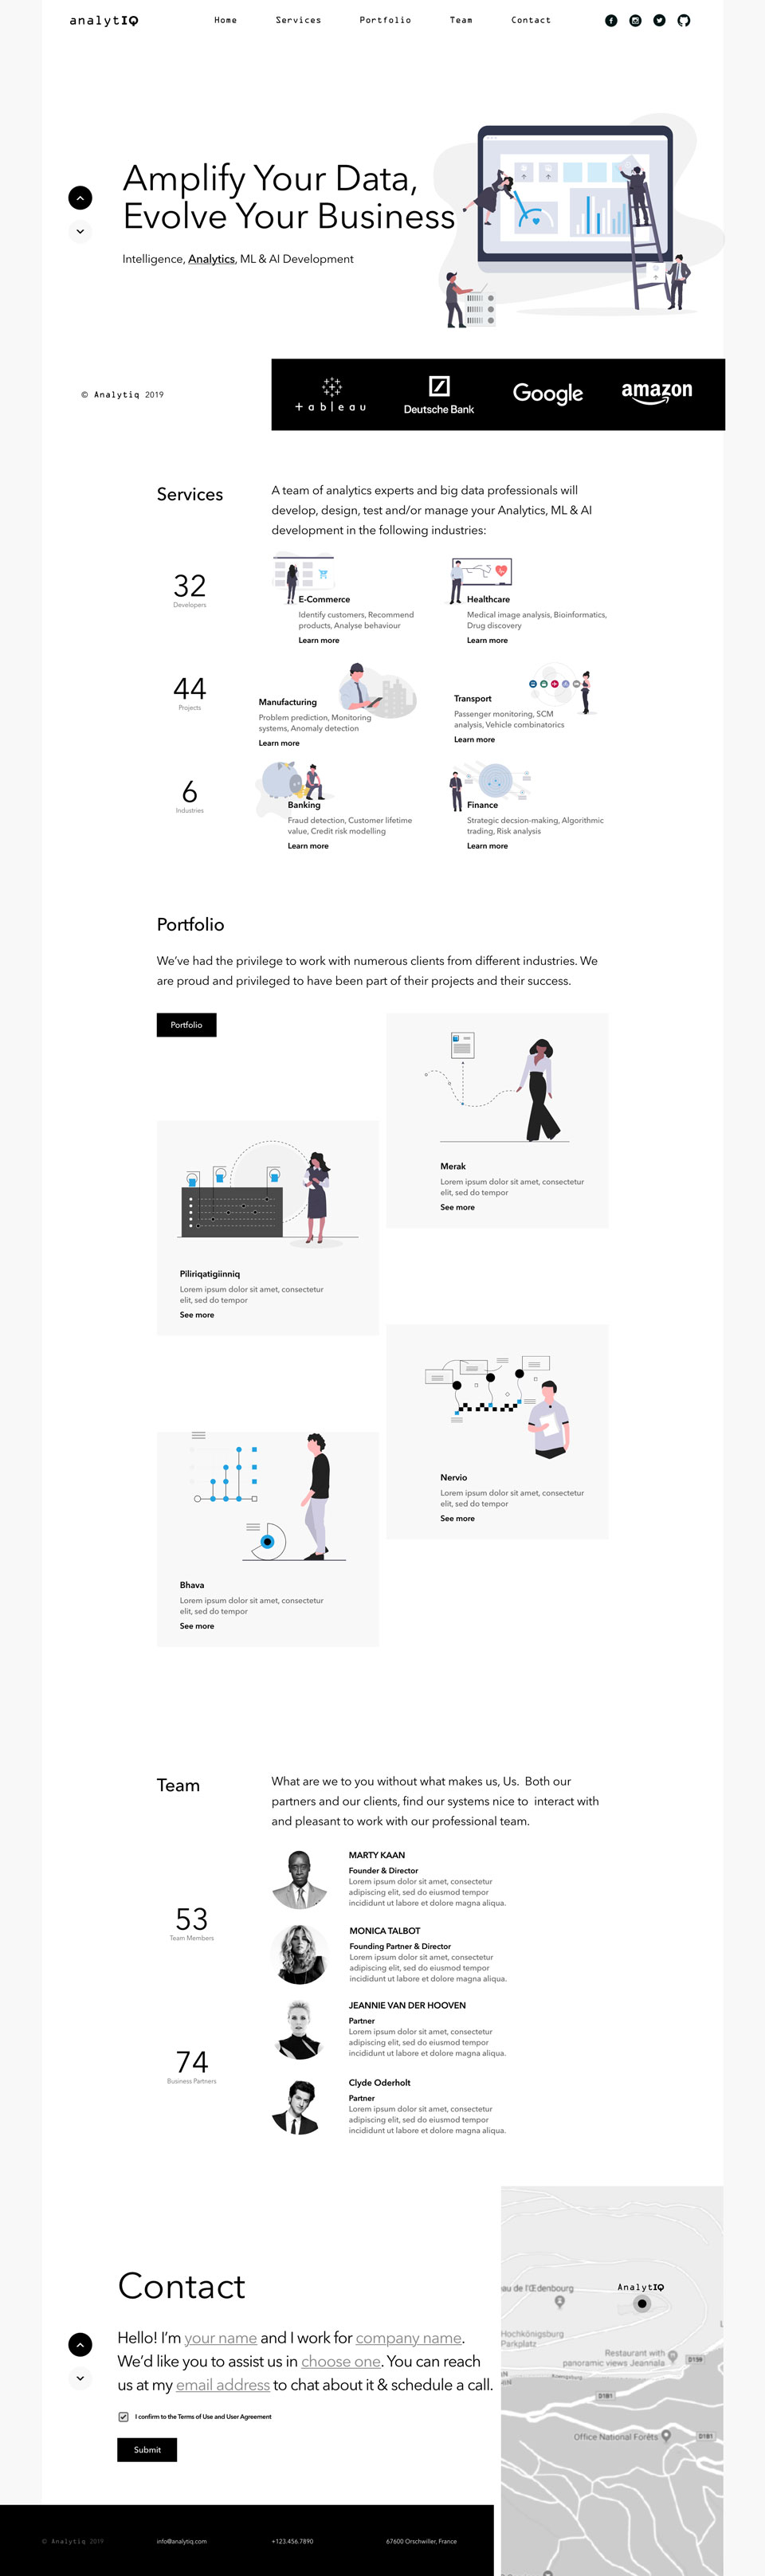 analytIQ
Home Services Portfolio Team Contact
Amplify Your Data,
Evolve Your Business
Intelligence, Analytics, ML & AI Development
© Analytiq 2019
+ a b | e a u
Deutsche Bank
Google
amazon
Services
A team of analytics experts and big data professionals will
develop, design, test and/or manage your Analytics, ML & AI
development in the following industries:
32
Developers
E-Commerce
Identify customers, Recommend
products, Analyse behaviour
Learn more
Healthcare
Medical image analysis, Bioinformatics,
Drug discovery
Learn more
44
Projects
Manufacturing
Problem prediction, Monitoring
systems, Anomaly detection
Learn more
Transport
Passenger monitoring, SCM
analysis, Vehicle combinatorics
Learn more
6
Industries
Banking
Fraud detection, Customer lifetime
value, Credit risk modelling
Learn more
Finance
Strategic decsion-making, Algorithmic
trading, Risk analysis
Learn more
Portfolio
We've had the privilege to work with numerous clients from different industries. We
are proud and privileged to have been part of their projects and their success.
Portfolio
Merak
Lorem ipsum dolor sit amet, consectetur
elit, sed do tempor
See more
Piliriqatigiinniq
Lorem ipsum dolor sit amet, consectetur
elit, sed do tempor
See more
Nervio
Lorem ipsum dolor sit amet, consectetur
elit, sed do tempor
See more
Bhava
Lorem ipsum dolor sit amet, consectetur
elit, sed do tempor
See more
Team
What are we to you without what makes us, Us. Both our
partners and our clients, find our systems nice to interact with
and pleasant to work with our professional team.
53
Team Members
MARTY KAAN
Founder & Director
Lorem ipsum dolor sit amet, consectetur
adipiscing elit, sed do eiusmod tempor
incididunt ut labore et dolore magna aliqua.
MONICA TALBOT
Founding Partner & Director
Lorem ipsum dolor sit amet, consectetur
adipiscing elit, sed do eiusmod tempor
incididunt ut labore et dolore magna aliqua.
74
Business Partners
JEANNIE VAN DER HOOVEN
Partner
Lorem ipsum dolor sit amet, consectetur
adipiscing elit, sed do eiusmod tempor
incididunt ut labore et dolore magna aliqua.
Clyde Oderholt
Partner
Lorem ipsum dolor sit amet, consectetur
adipiscing elit, sed do eiusmod tempor
incididunt ut labore et dolore magna aliqua.
Contact
Hello! I'm your name and I work for company name.
We'd like you to assist us in choose one. You can reach
us at my email address to chat about it & schedule a call.
I confirm to the Terms of Use and User Agreement
Submit
AnalytIQ
au de l'Œdenbourg
Hochkönigsburg
Parkplatz
Restaurant with
panoramic views Jeannala
D159
D181
Office National Forêts
D181
© Analytiq 2019
info@analytiq.com
+123.456.7890
67600 Orschwiller, France